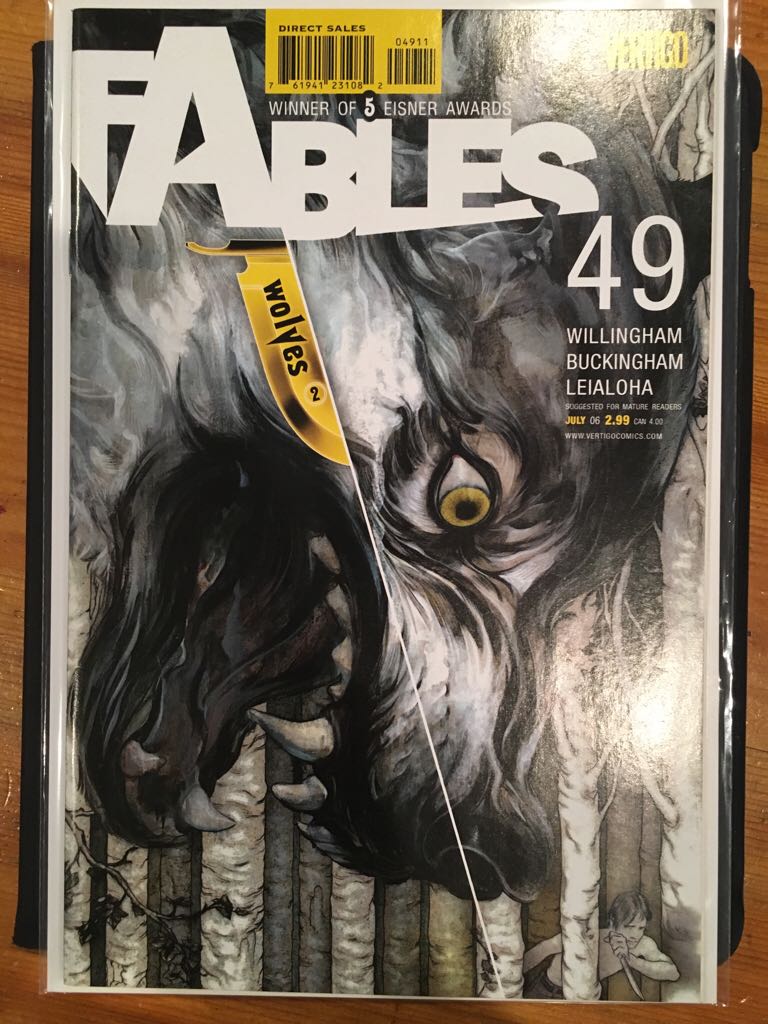 DIRECT SALES
04911
7 61941 23108 2
VERTIGO
WINNER OF 5 EISNER AWARDS
FABLES
49
wolves
2
WILLINGHAM
BUCKINGHAM
LEIALOHA
SUGGESTED FOR MATURE READERS
JULY 06 2.99 CAN 4.00
WWW.VERTIGOCOMICS.COM